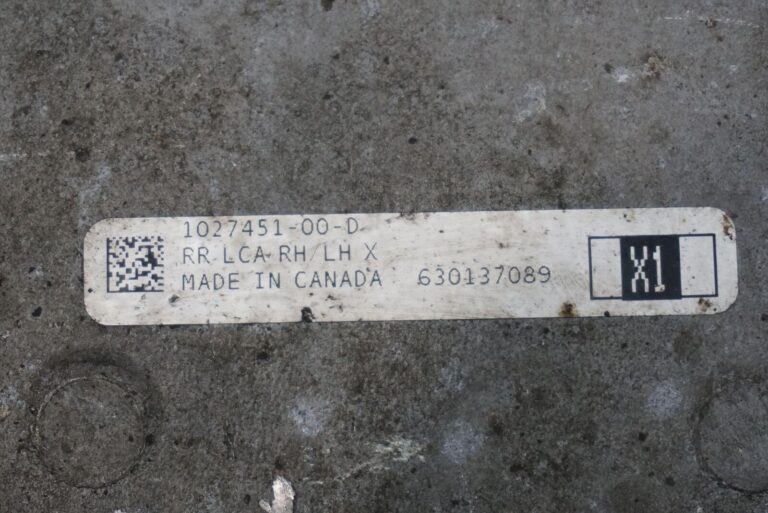 1027451-00-D
RR LCA RH/LH X
MADE IN CANADA 630137089
X1